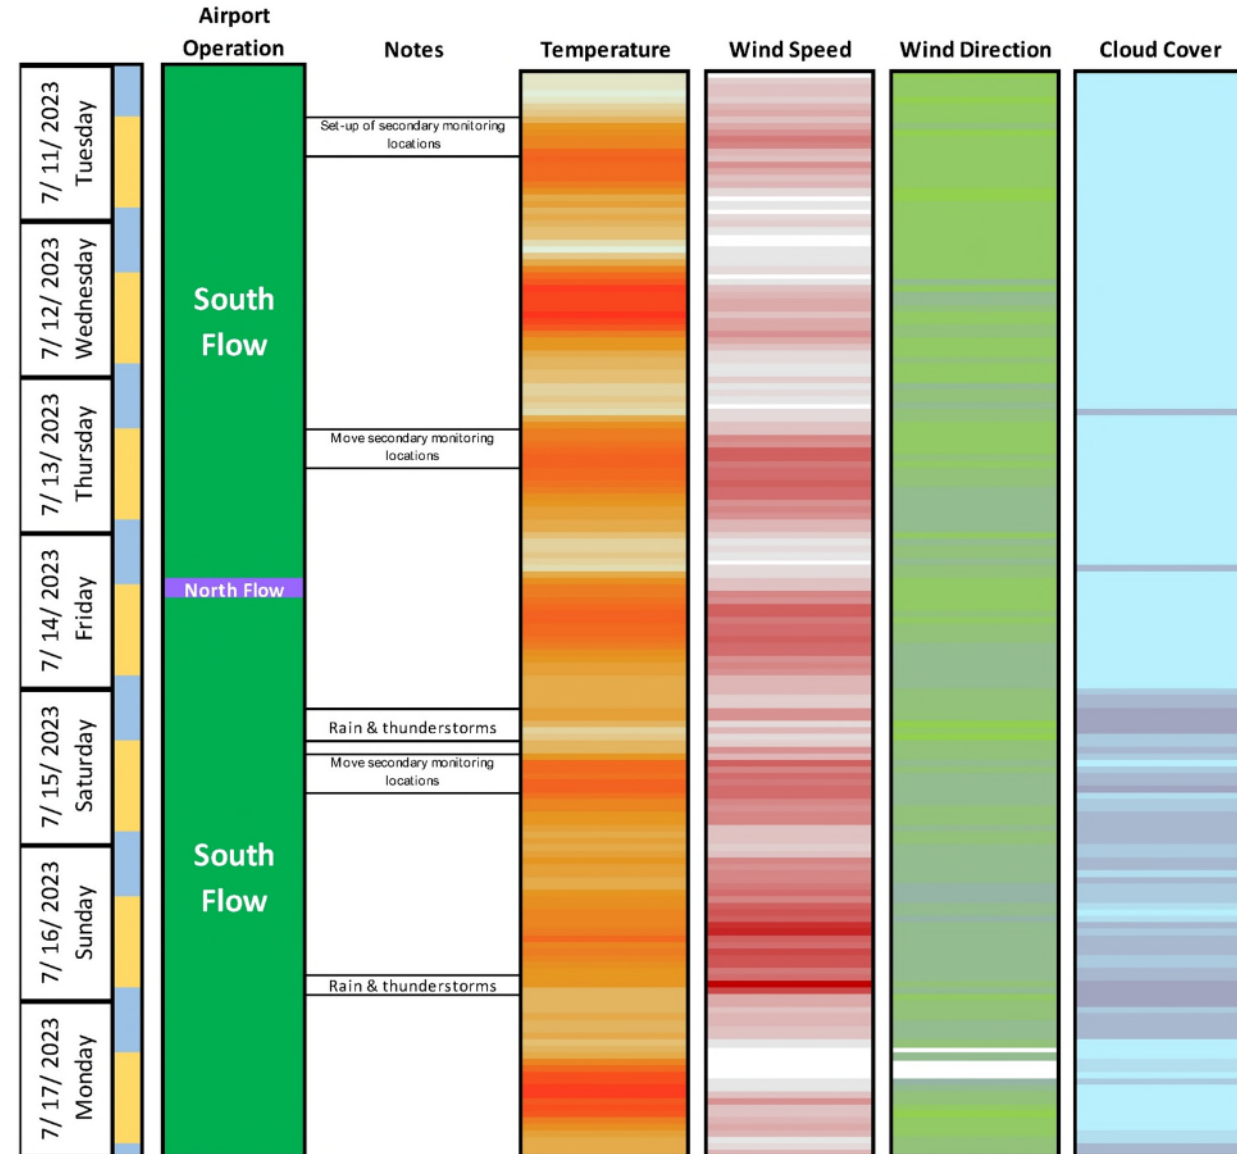 Airport
Operation
Notes
Temperature
Wind Speed
Wind Direction
Cloud Cover
7/ 11/ 2023
Tuesday
7/ 12/ 2023
Wednesday
7/ 13/ 2023
Thursday
7/ 14/ 2023
Friday
7/ 15/ 2023
Saturday
7/ 16/ 2023
Sunday
7/ 17/ 2023
Monday
South
Flow
North Flow
South
Flow
Set-up of secondary monitoring
locations
Move secondary monitoring
locations
Rain & thunderstorms
Move secondary monitoring
locations
Rain & thunderstorms